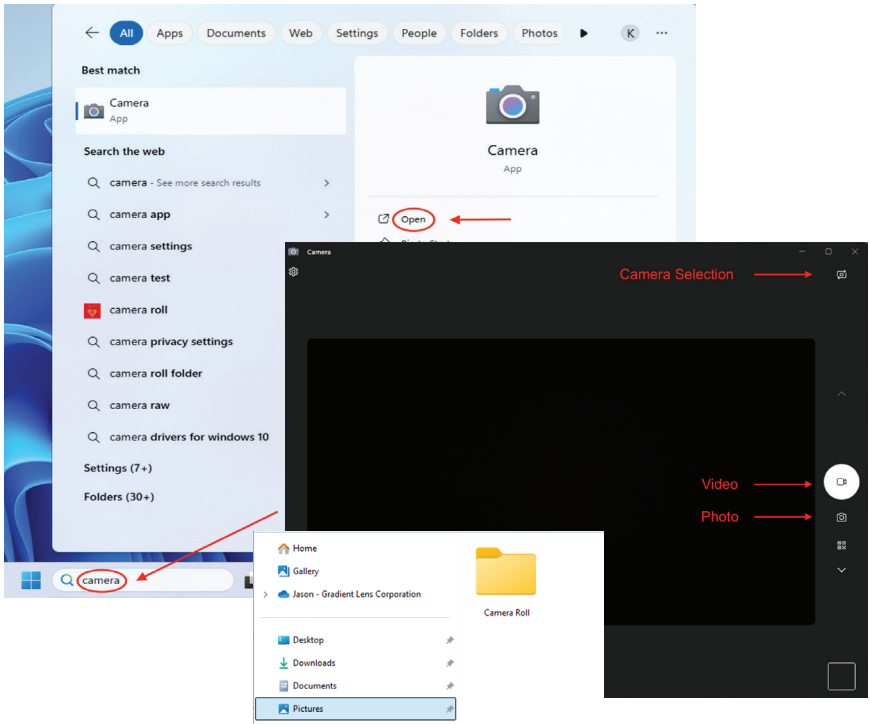 All Apps Documents Web Settings People Folders Photos K ...
Best match
Camera
App
Search the web
camera - See more search results
camera app
camera settings
camera test
camera roll
camera privacy settings
camera roll folder
camera raw
camera drivers for windows 10
Settings (7+)
Folders (30+)
camera
Camera
App
Open
Camera
Camera Selection
Video
Photo
Home
Gallery
Jason - Gradient Lens Corporation
Desktop
Downloads
Documents
Pictures
Camera Roll